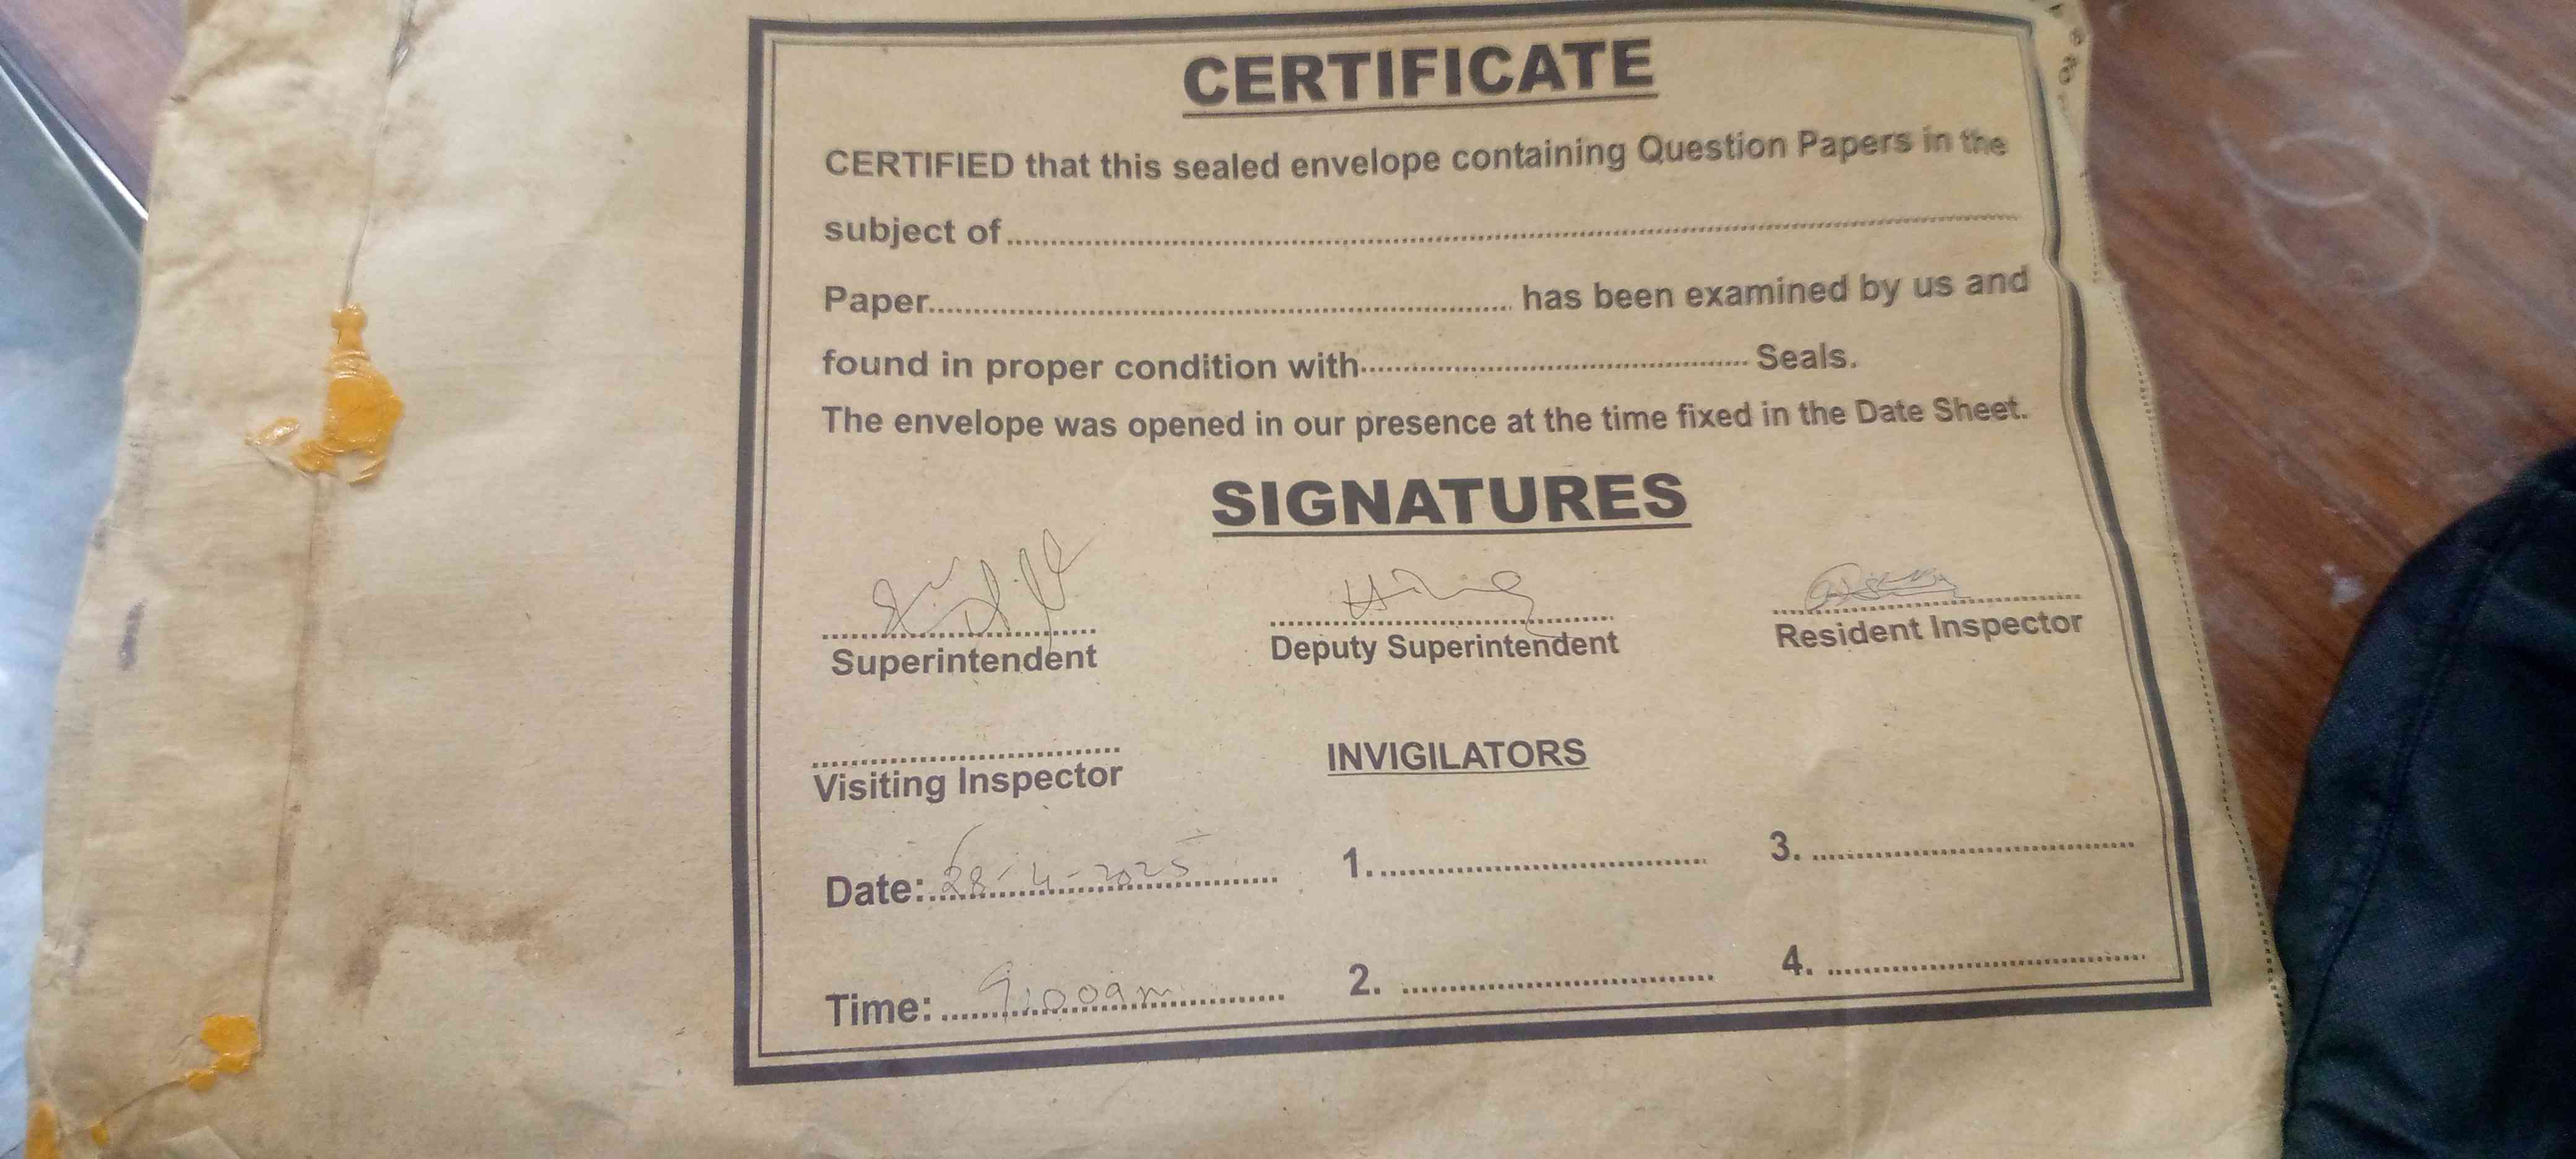 CERTIFICATE
CERTIFIED that this sealed envelope containing Question Papers in the
subject of
Paper has been examined by us and
found in proper condition with Seals.
The envelope was opened in our presence at the time fixed in the Date Sheet.
SIGNATURES
Superintendent Deputy Superintendent Resident Inspector
Visiting Inspector INVIGILATORS
Date: 28-4-2025 1. 3.
Time: 9:00am 2. 4.